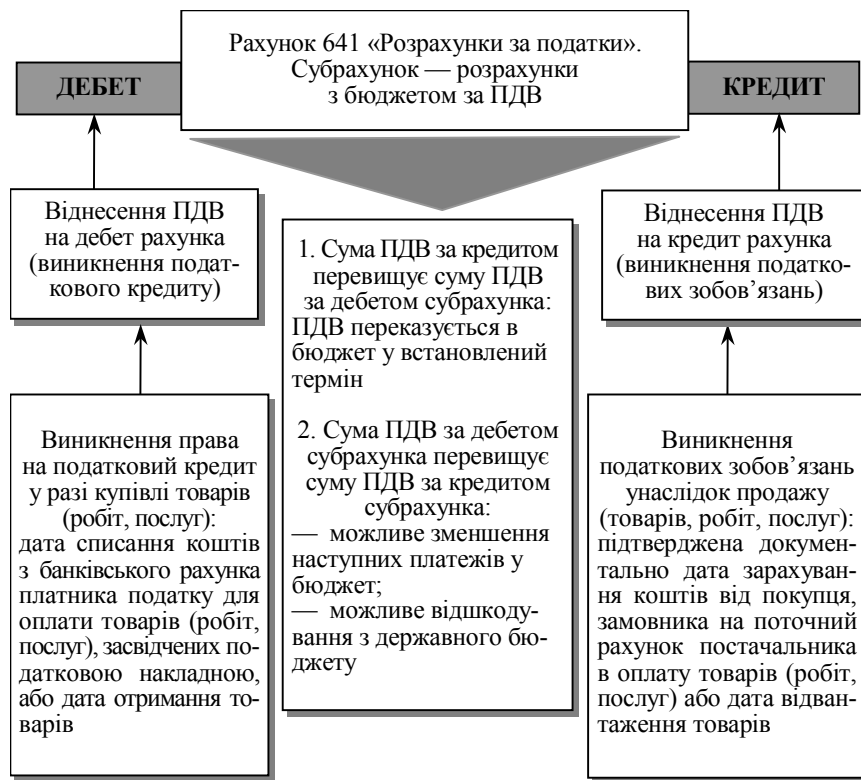 Рахунок 641 «Розрахунки за податки».
Субрахунок — розрахунки
з бюджетом за ПДВ
ДЕБЕТ
КРЕДИТ
Віднесення ПДВ
на дебет рахунка
(виникнення подат-
кового кредиту)
Виникнення права
на податковий кредит
у разі купівлі товарів
(робіт, послуг):
дата списання коштів
з банківського рахунка
платника податку для
оплати товарів (робіт,
послуг), засвідчених по-
датковою накладною,
або дата отримання то-
варів
1. Сума ПДВ за кредитом
перевищує суму ПДВ
за дебетом субрахунка:
ПДВ переказується в
бюджет у встановлений
термін
2. Сума ПДВ за дебетом
субрахунка перевищує
суму ПДВ за кредитом
субрахунка:
— можливе зменшення
наступних платежів у
бюджет;
— можливе відшкоду-
вання з державного бю-
джету
Віднесення ПДВ
на кредит рахунка
(виникнення податко-
вих зобов’язань)
Виникнення
податкових зобов’язань
унаслідок продажу
(товарів, робіт, послуг):
підтверджена докумен-
тально дата зарахуван-
ня коштів від покупця,
замовника на поточний
рахунок постачальника
в оплату товарів (робіт,
послуг) або дата відван-
таження товарів